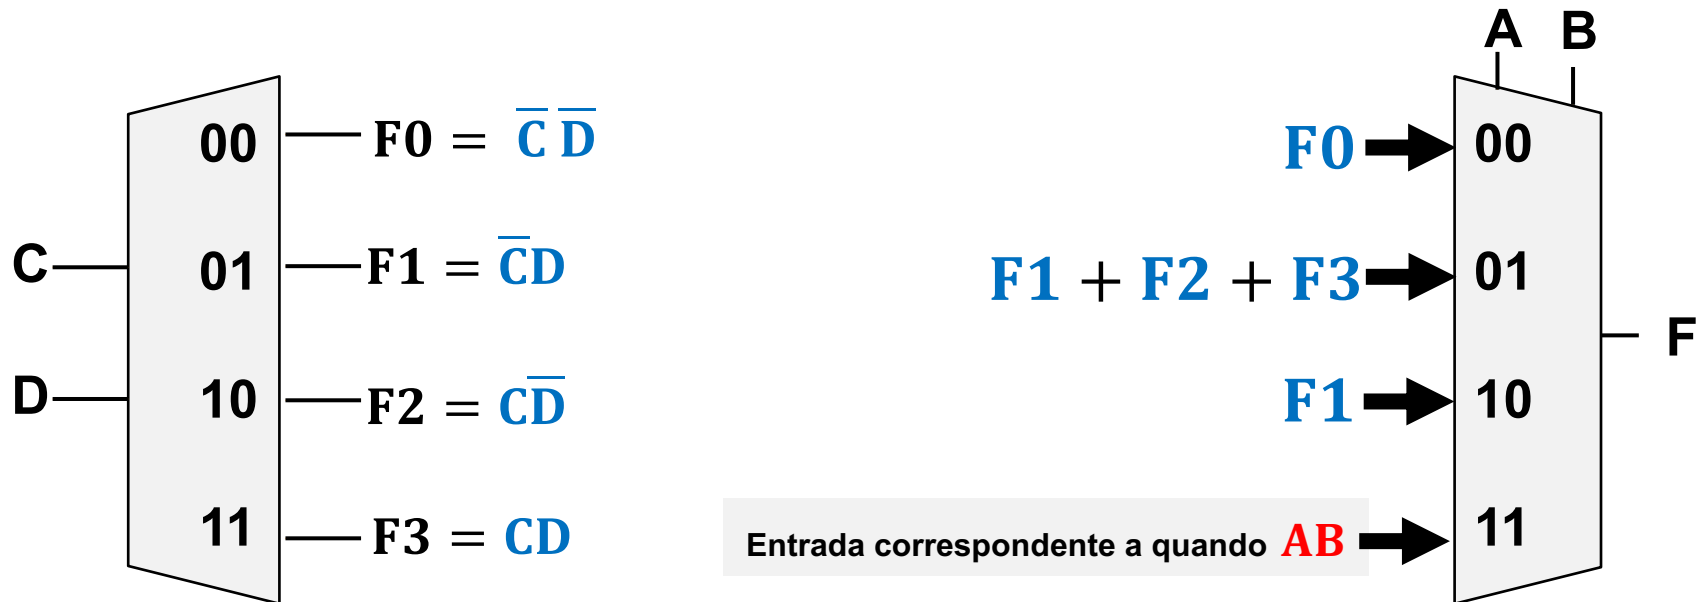 00 F0 = C̅ D̅
C 01 F1 = C̅D
D 10 F2 = CD̅
11 F3 = CD
A B
F0 00
F1 + F2 + F3 01
F
F1 10
Entrada correspondente a quando AB 11